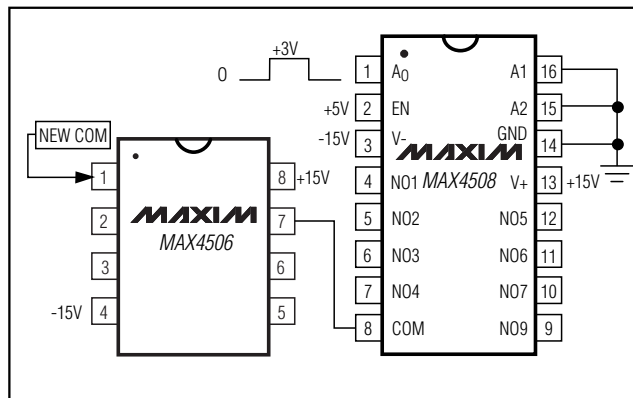 0 +3V
NEW COM
1 8 +15V
2 7
3 6
-15V 4 5
MAXIM
MAX4506
1 A0 A1 16
+5V 2 EN A2 15
-15V 3 V- GND 14
MAXIM
MAX4508
4 NO1 V+ 13 +15V
5 NO2 NO5 12
6 NO3 NO6 11
7 NO4 NO7 10
8 COM NO9 9